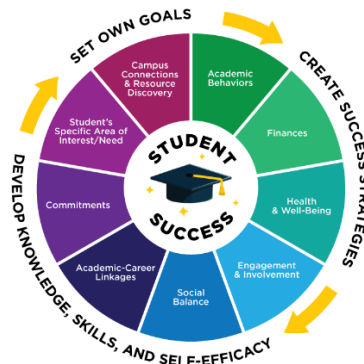 SET OWN GOALS
CREATE SUCCESS STRATEGIES
DEVELOP KNOWLEDGE, SKILLS, AND SELF-EFFICACY
STUDENT
SUCCESS
Academic
Behaviors
Finances
Health
& Well-Being
Engagement
& Involvement
Social
Balance
Academic-Career
Linkages
Commitments
Student's
Specific Area of
Interest/Need
Campus
Connections
& Resource
Discovery